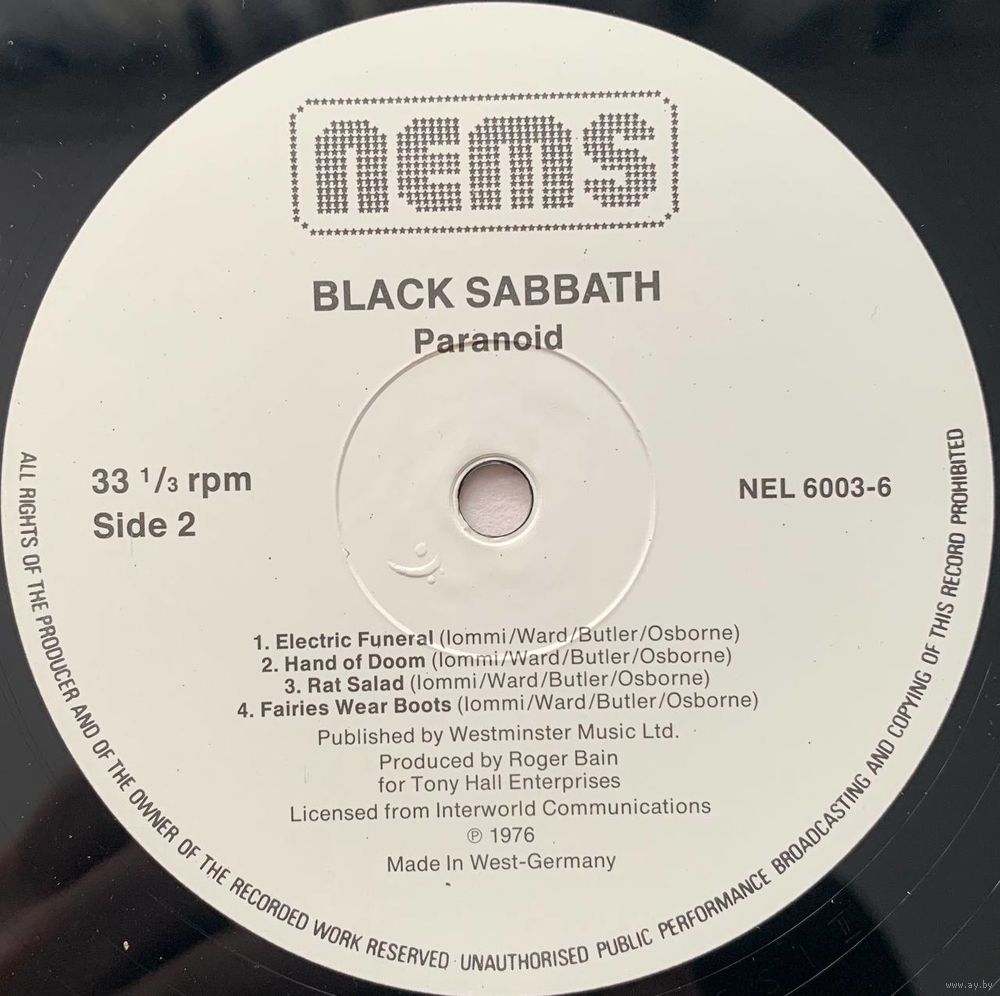 nems
BLACK SABBATH
Paranoid
33 1/3 rpm
Side 2
NEL 6003-6
1. Electric Funeral (Iommi/Ward/Butler/Osborne)
2. Hand of Doom (Iommi/Ward/Butler/Osborne)
3. Rat Salad (Iommi/Ward/Butler/Osborne)
4. Fairies Wear Boots (Iommi/Ward/Butler/Osborne)
Published by Westminster Music Ltd.
Produced by Roger Bain
for Tony Hall Enterprises
Licensed from Interworld Communications
℗ 1976
Made In West-Germany
ALL RIGHTS OF THE PRODUCER AND OF THE OWNER OF THE RECORDED WORK RESERVED · UNAUTHORISED PUBLIC PERFORMANCE BROADCASTING AND COPYING OF THIS RECORD PROHIBITED
www.ay.by